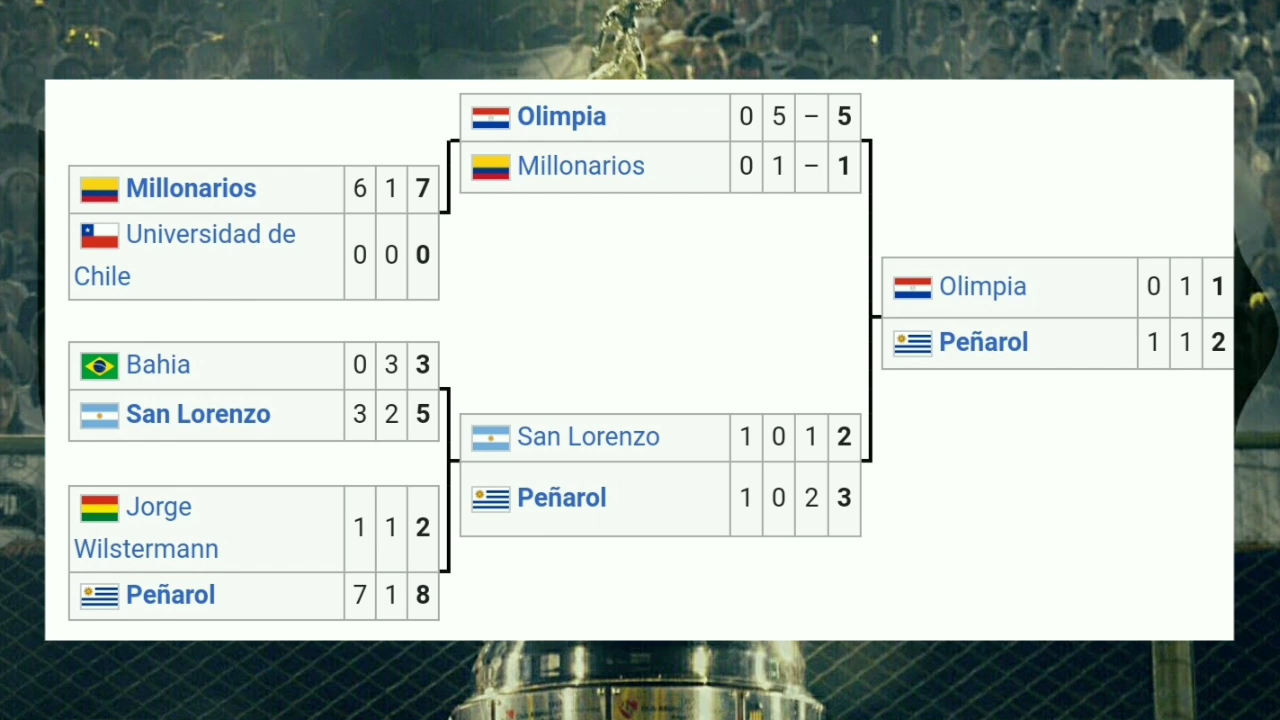 Millonarios 6 1 7
Universidad de
Chile 0 0 0
Bahia 0 3 3
San Lorenzo 3 2 5
Jorge
Wilstermann 1 1 2
Peñarol 7 1 8
Olimpia 0 5 – 5
Millonarios 0 1 – 1
San Lorenzo 1 0 1 2
Peñarol 1 0 2 3
Olimpia 0 1 1
Peñarol 1 1 2